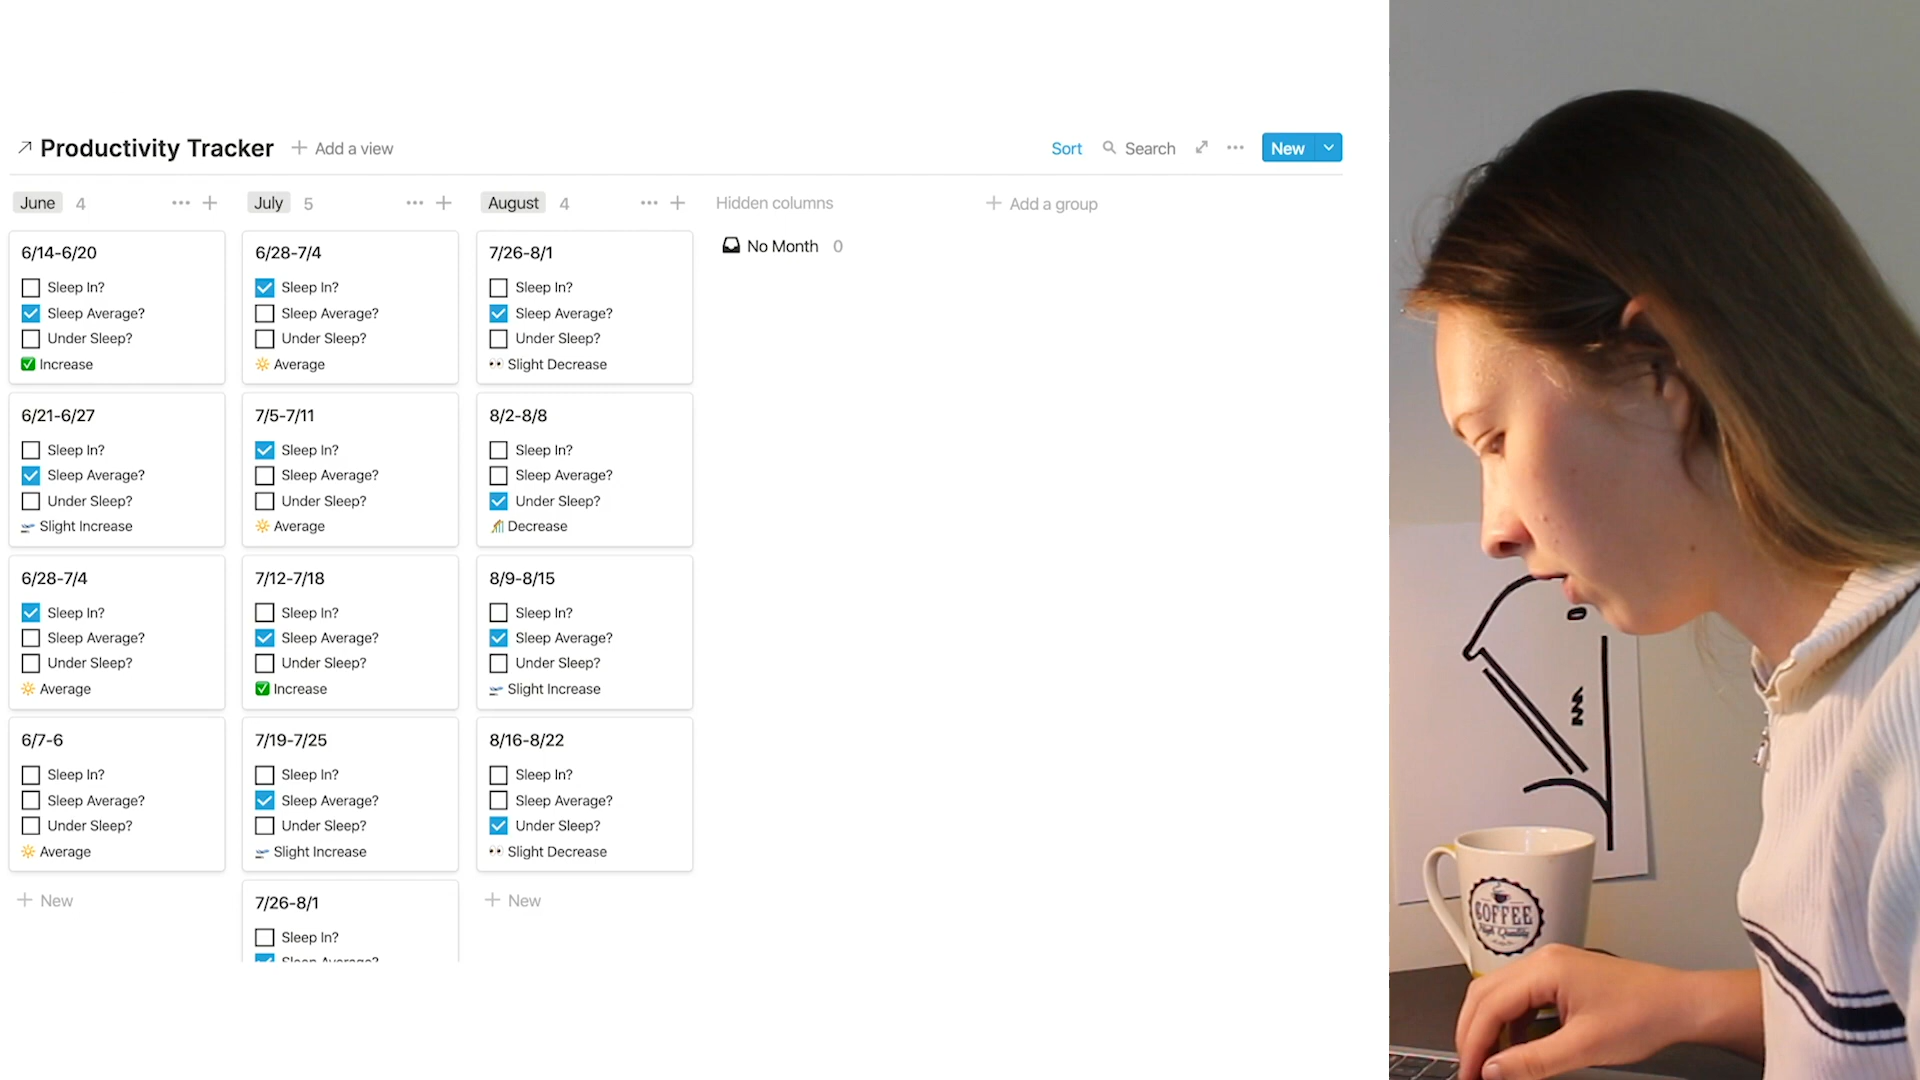 Productivity Tracker
Add a view
Sort
Search
New
June 4
6/14-6/20
Sleep In?
Sleep Average?
Under Sleep?
Increase
6/21-6/27
Sleep In?
Sleep Average?
Under Sleep?
Slight Increase
6/28-7/4
Sleep In?
Sleep Average?
Under Sleep?
Average
6/7-6
Sleep In?
Sleep Average?
Under Sleep?
Average
New
July 5
6/28-7/4
Sleep In?
Sleep Average?
Under Sleep?
Average
7/5-7/11
Sleep In?
Sleep Average?
Under Sleep?
Average
7/12-7/18
Sleep In?
Sleep Average?
Under Sleep?
Increase
7/19-7/25
Sleep In?
Sleep Average?
Under Sleep?
Slight Increase
7/26-8/1
Sleep In?
Sleep Average?
August 4
7/26-8/1
Sleep In?
Sleep Average?
Under Sleep?
Slight Decrease
8/2-8/8
Sleep In?
Sleep Average?
Under Sleep?
Decrease
8/9-8/15
Sleep In?
Sleep Average?
Under Sleep?
Slight Increase
8/16-8/22
Sleep In?
Sleep Average?
Under Sleep?
Slight Decrease
New
Hidden columns
No Month 0
Add a group
COFFEE
High Quality